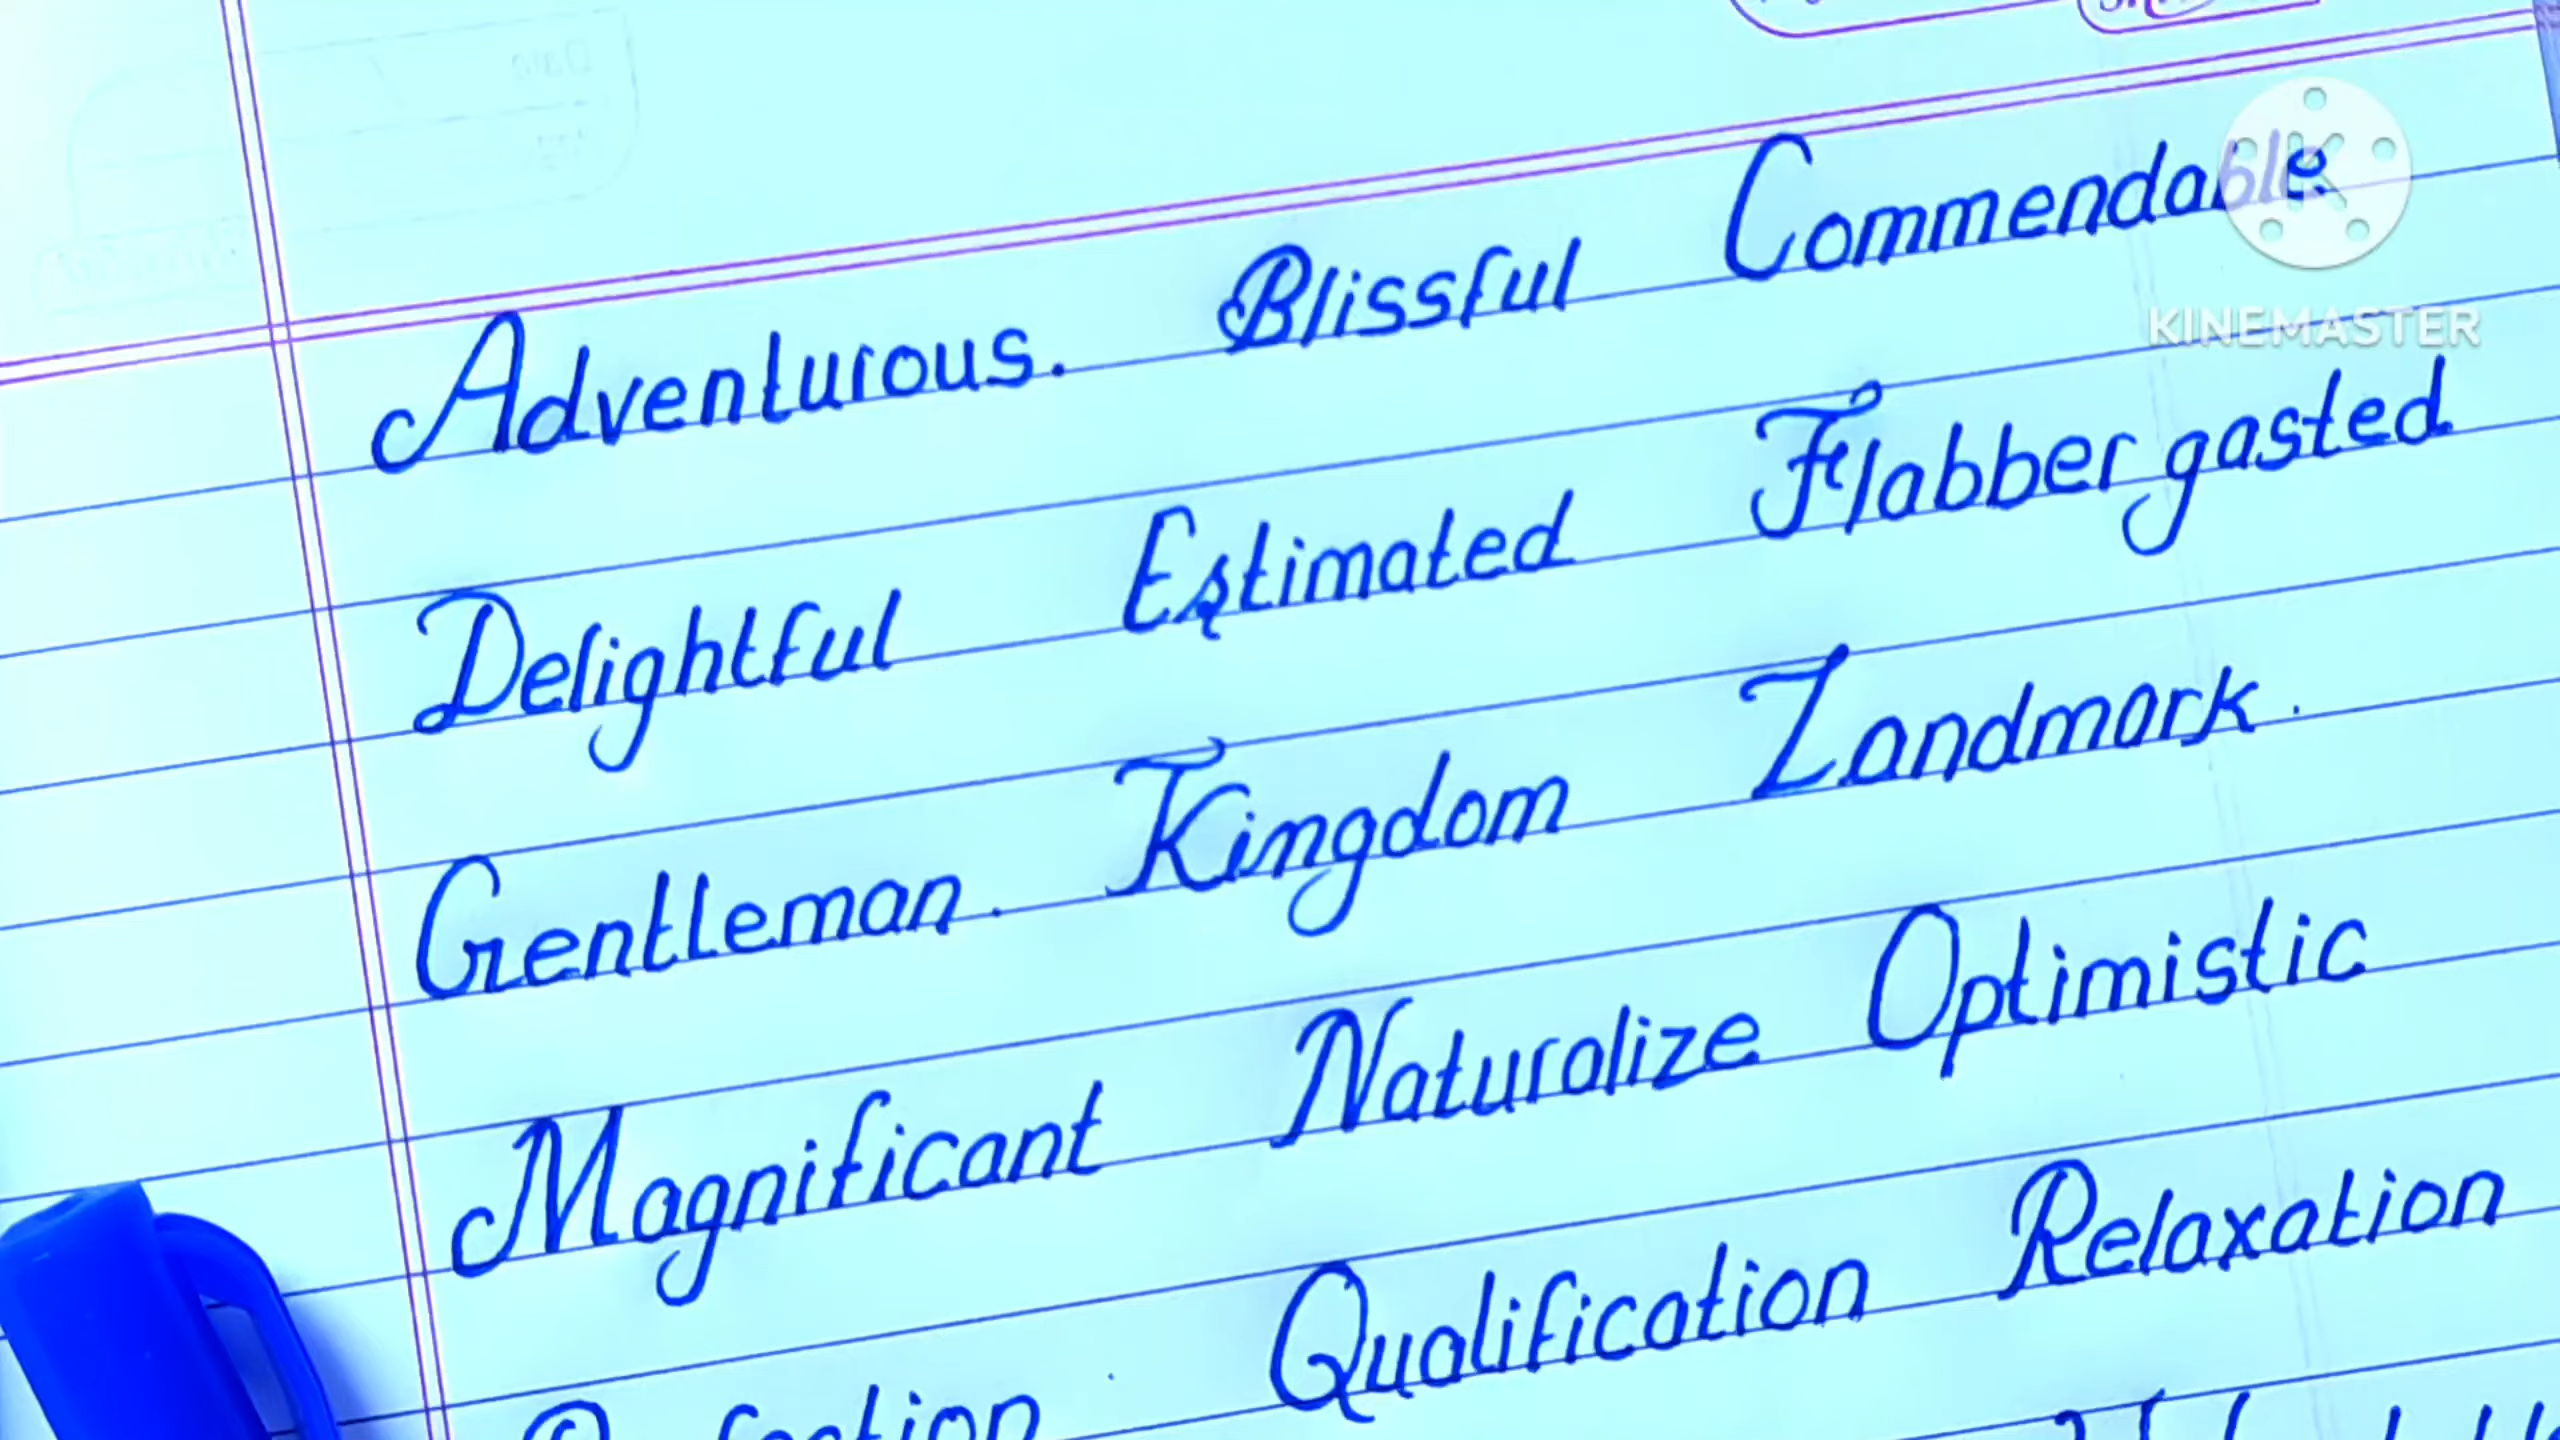 Adventurous. Blissful Commendable
KINEMASTER
Delightful Estimated Flabbergasted
Gentleman. Kingdom Landmark.
Magnificant Naturalize Optimistic
Qualification Relaxation